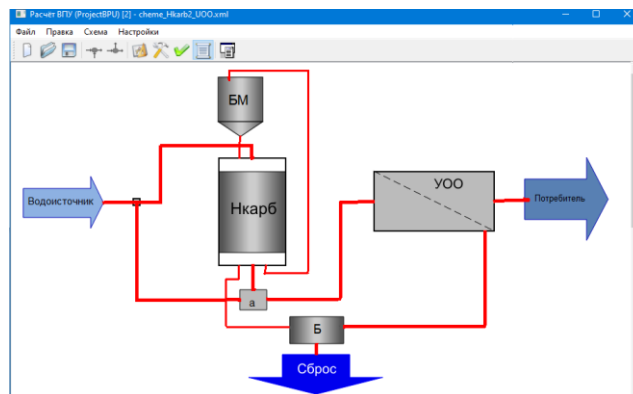 Расчёт ВПУ (ProjectBPU) [2] - cheme_Hkarb2_UOO.xml
Файл Правка Схема Настройки
БМ
Водоисточник
Нкарб
УОО
Потребитель
a
Б
Сброс